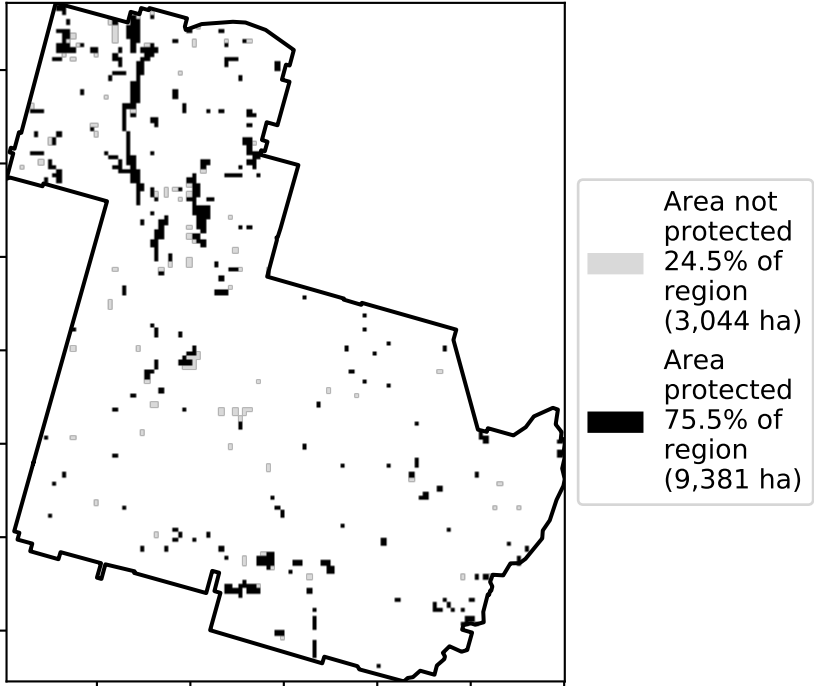 Area not
protected
24.5% of
region
(3,044 ha)
Area
protected
75.5% of
region
(9,381 ha)